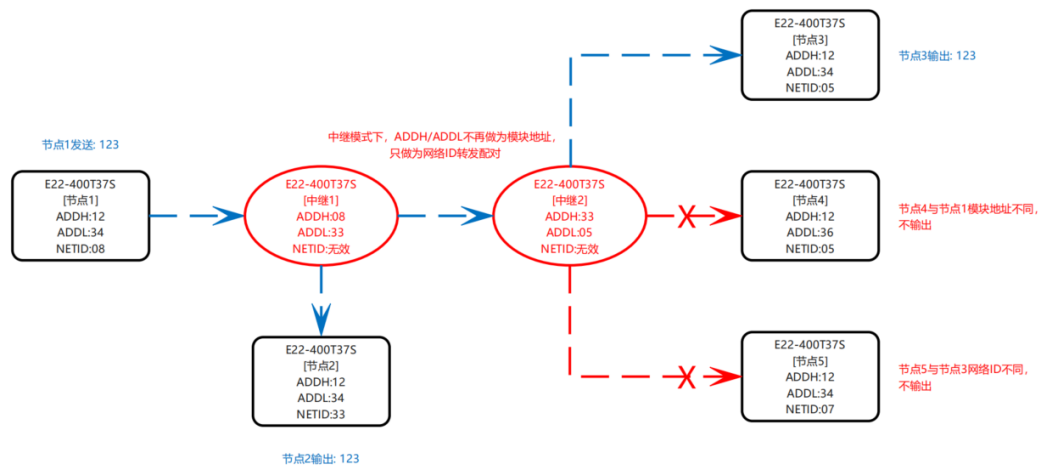 E22-400T37S
[节点3]
ADDH:12
ADDL:34
NETID:05
节点3输出: 123
中继模式下，ADDH/ADDL不再做为模块地址，
只做为网络ID转发配对
节点1发送: 123
E22-400T37S
[节点1]
ADDH:12
ADDL:34
NETID:08
E22-400T37S
[中继1]
ADDH:08
ADDL:33
NETID:无效
E22-400T37S
[中继2]
ADDH:33
ADDL:05
NETID:无效
E22-400T37S
[节点4]
ADDH:12
ADDL:36
NETID:05
节点4与节点1模块地址不同，
不输出
E22-400T37S
[节点2]
ADDH:12
ADDL:34
NETID:33
节点2输出: 123
E22-400T37S
[节点5]
ADDH:12
ADDL:34
NETID:07
节点5与节点3网络ID不同，
不输出